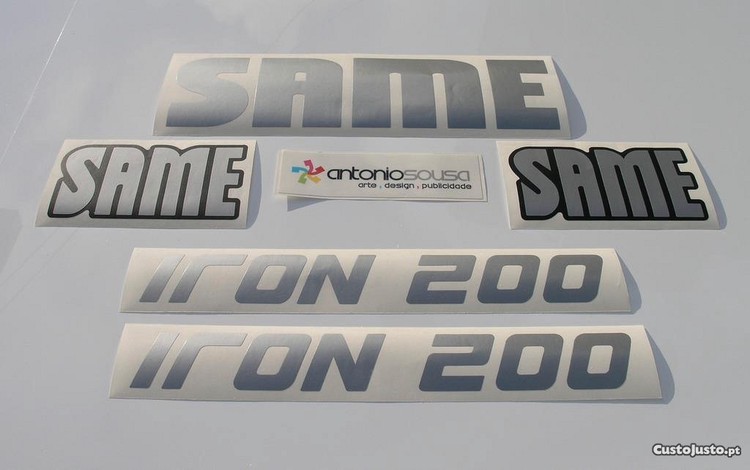 SAME
SAME
antoniosousa
arte , design , publicidade
SAME
IRON 200
IRON 200
CustoJusto.pt